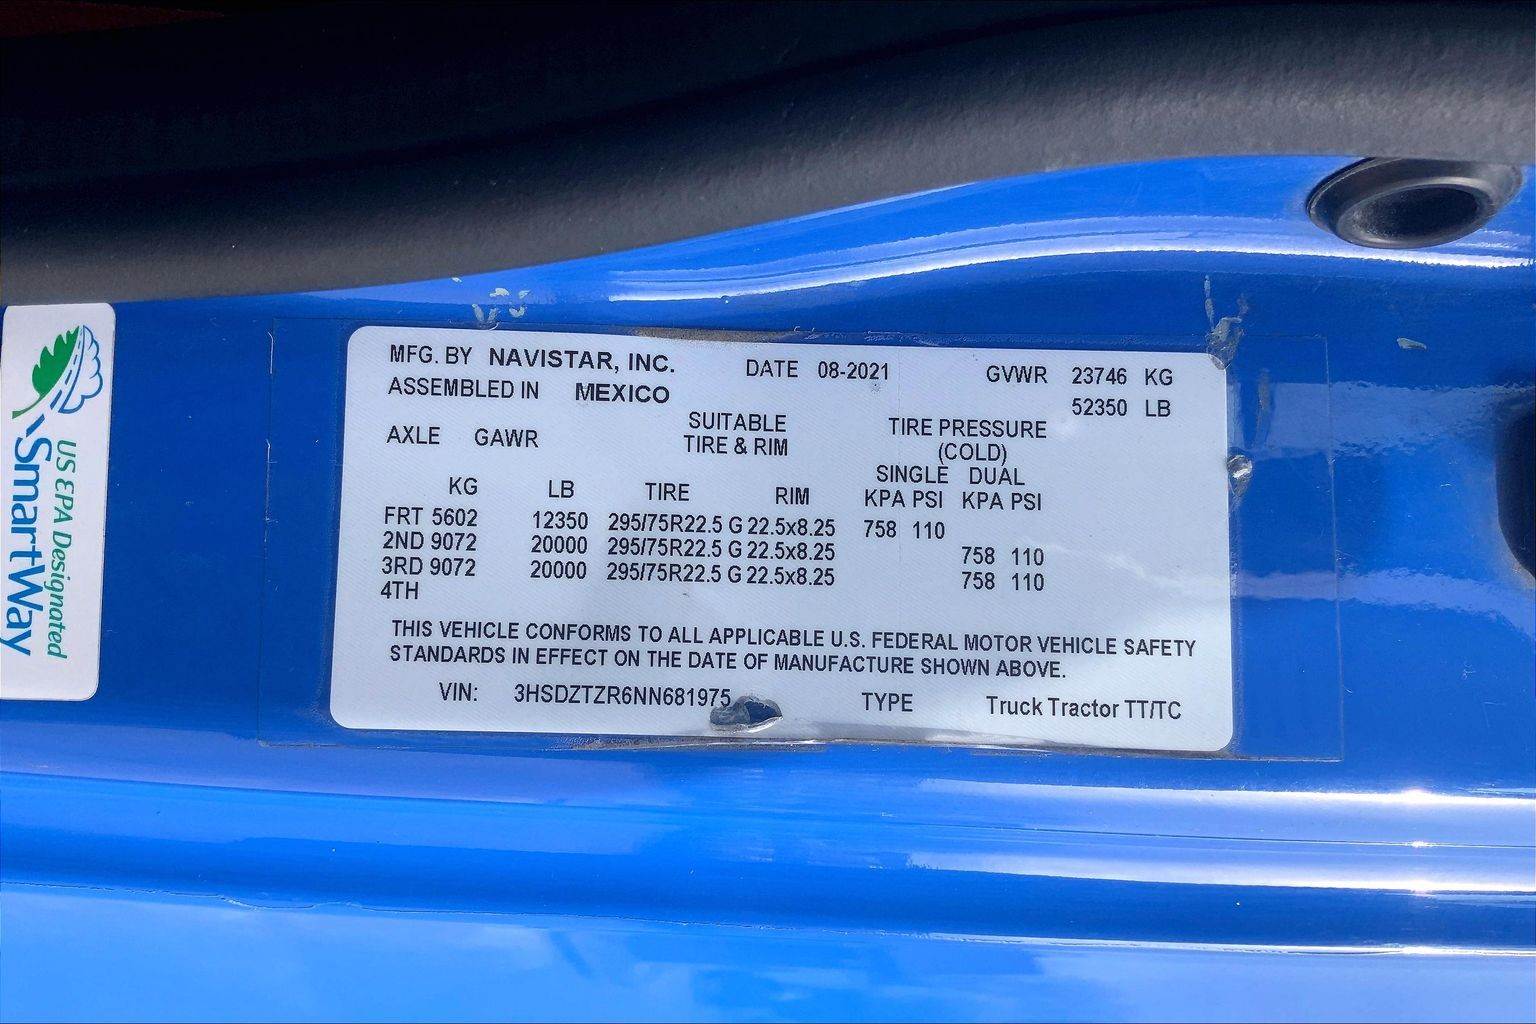 MFG. BY NAVISTAR, INC. DATE 08-2021 GVWR 23746 KG
ASSEMBLED IN MEXICO 52350 LB
AXLE GAWR SUITABLE TIRE & RIM TIRE PRESSURE (COLD)
SINGLE DUAL
KG LB TIRE RIM KPA PSI KPA PSI
FRT 5602 12350 295/75R22.5 G 22.5x8.25 758 110
2ND 9072 20000 295/75R22.5 G 22.5x8.25 758 110
3RD 9072 20000 295/75R22.5 G 22.5x8.25 758 110
4TH
THIS VEHICLE CONFORMS TO ALL APPLICABLE U.S. FEDERAL MOTOR VEHICLE SAFETY
STANDARDS IN EFFECT ON THE DATE OF MANUFACTURE SHOWN ABOVE.
VIN: 3HSDZTZR6NN681975 TYPE Truck Tractor TT/TC
US EPA Designated
SmartWay